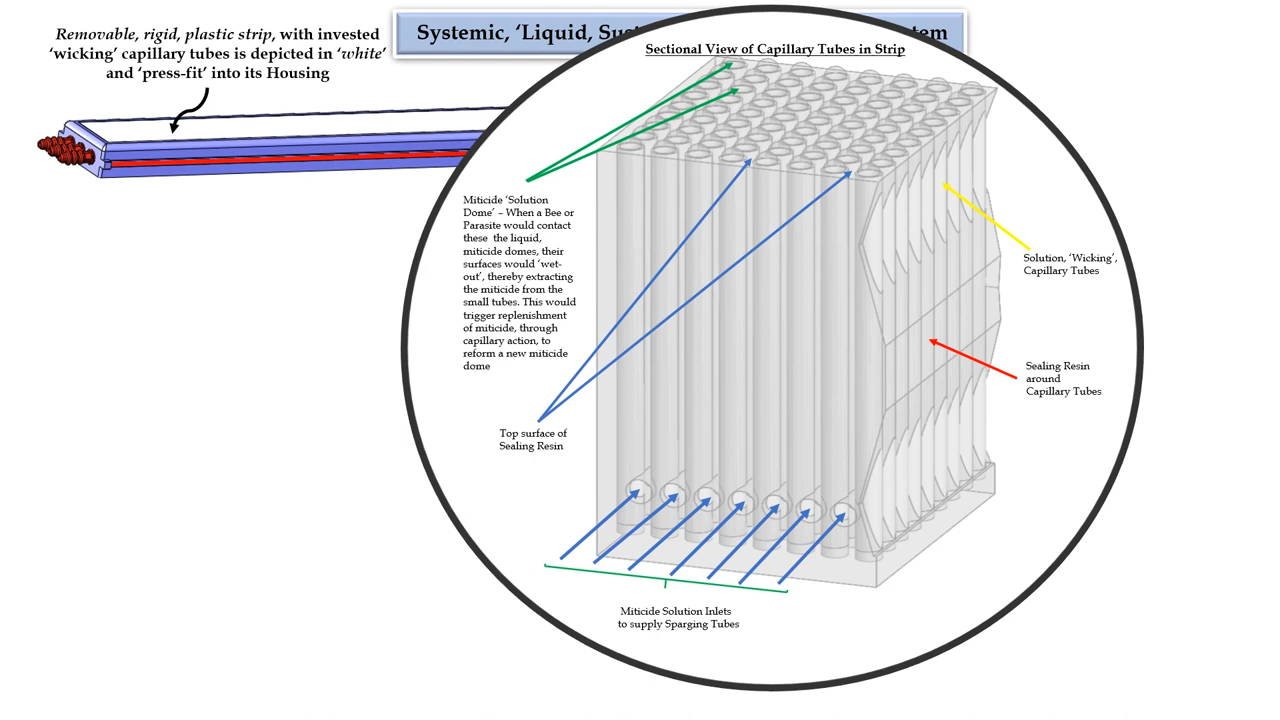 Removable, rigid, plastic strip, with invested
‘wicking’ capillary tubes is depicted in ‘white’
and ‘press-fit’ into its Housing
Systemic, ‘Liquid,
Sectional View of Capillary Tubes in Strip
Miticide ‘Solution
Dome’ – When a Bee or
Parasite would contact
these the liquid,
miticide domes, their
surfaces would ‘wet-
out’, thereby extracting
the miticide from the
small tubes. This would
trigger replenishment
of miticide, through
capillary action, to
reform a new miticide
dome
Solution, ‘Wicking’,
Capillary Tubes
Sealing Resin
around
Capillary Tubes
Top surface of
Sealing Resin
Miticide Solution Inlets
to supply Sparging Tubes